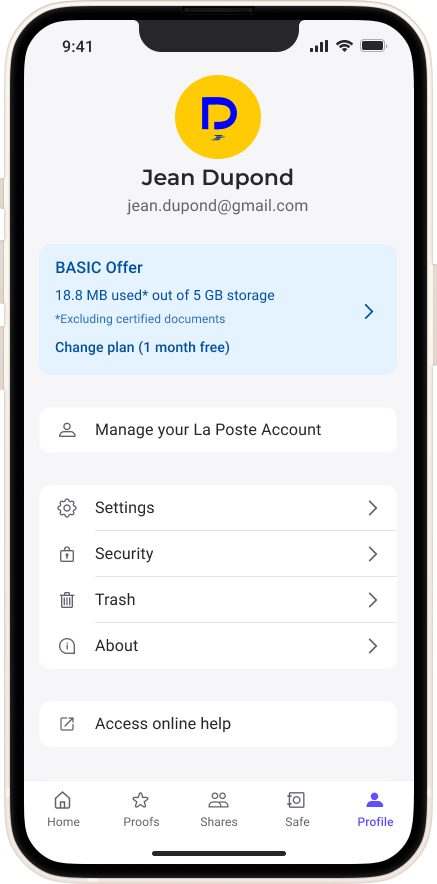 9:41
D
Jean Dupond
jean.dupond@gmail.com
BASIC Offer
18.8 MB used* out of 5 GB storage
*Excluding certified documents
Change plan (1 month free)
Manage your La Poste Account
Settings
Security
Trash
About
Access online help
Home Proofs Shares Safe Profile